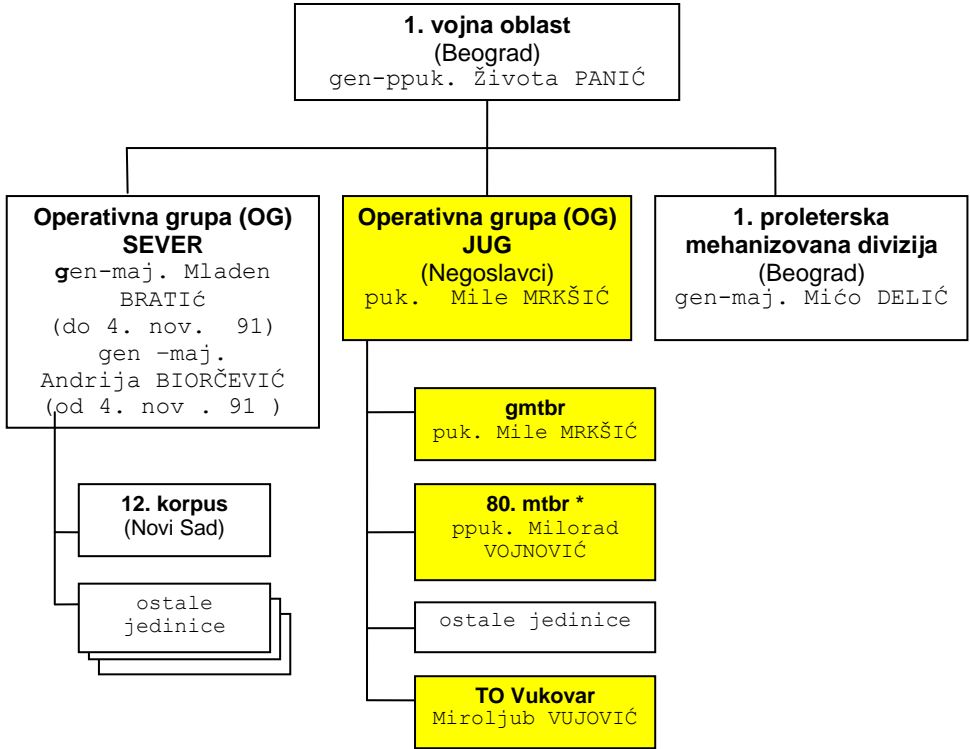 1. vojna oblast
(Beograd)
gen-ppuk. Života PANIĆ
Operativna grupa (OG)
SEVER
gen-maj. Mladen
BRATIć
(do 4. nov. 91)
gen –maj.
Andrija BIORČEVIĆ
(od 4. nov . 91 )
Operativna grupa (OG)
JUG
(Negoslavci)
puk. Mile MRKŠIĆ
1. proleterska
mehanizovana divizija
(Beograd)
gen-maj. Mićo DELIĆ
12. korpus
(Novi Sad)
ostale
jedinice
gmtbr
puk. Mile MRKŠIĆ
80. mtbr *
ppuk. Milorad
VOJNOVIĆ
ostale jedinice
TO Vukovar
Miroljub VUJOVIĆ